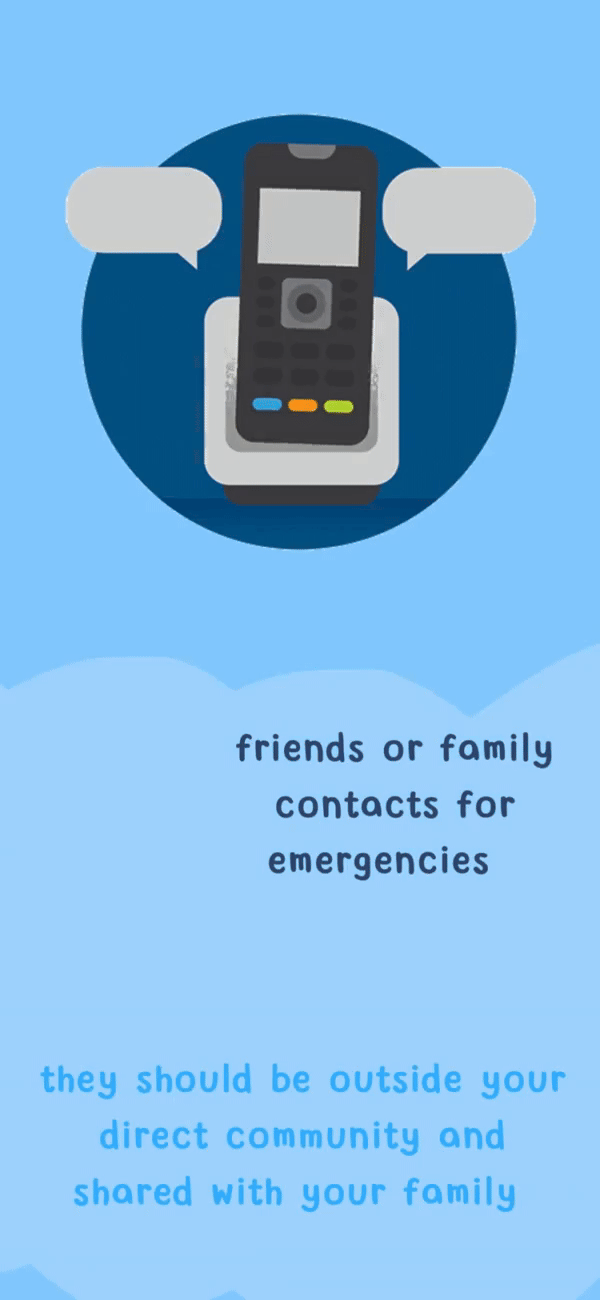 friends or family
contacts for
emergencies
they should be outside your
direct community and
shared with your family